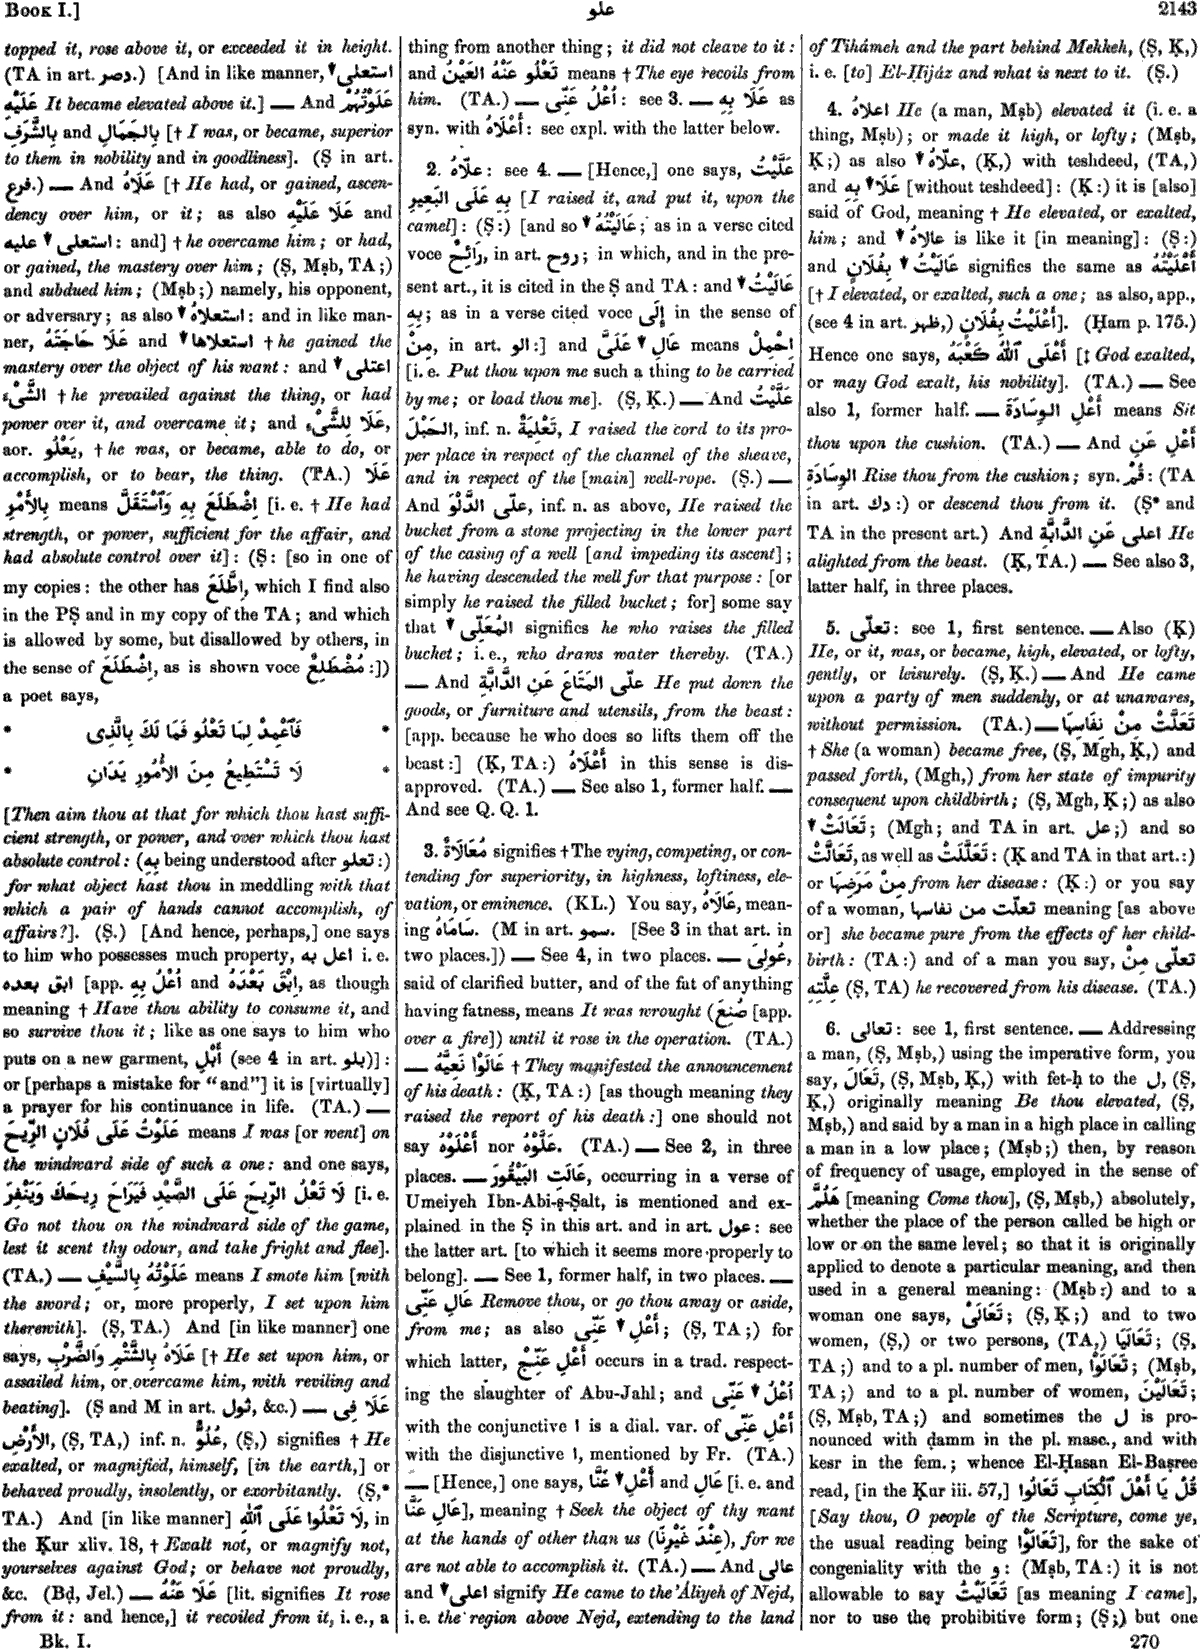 Book I.]
علو
2143
topped it, rose above it, or exceeded it in height.
(TA in art. دصر.) [And in like manner, ▼ استعلى
عَلَيْهِ It became elevated above it.] — And عَلَوْتُهُمْ
بِالشَّرَفِ and بِالجَمَالِ [† I was, or became, superior
to them in nobility and in goodliness]. (Ṣ in art.
فرع.) — And عَلَاهُ [† He had, or gained, ascen-
dency over him, or it; as also عَلَا عَلَيْهِ and
▼ استعلى عليه: and] † he overcame him; or had,
or gained, the mastery over him; (Ṣ, Mṣb, TA;)
and subdued him; (Mṣb;) namely, his opponent,
or adversary; as also ▼ استعلاهُ: and in like man-
ner, عَلَا حَاجَتَهُ and ▼ استعلاها † he gained the
mastery over the object of his want: and ▼ اعتلى
الشَّىْءَ † he prevailed against the thing, or had
power over it, and overcame it; and عَلَا لِلشَّىْءِ,
aor. يَعْلُو, † he was, or became, able to do, or
accomplish, or to bear, the thing. (TA.) عَلَا
بِالأَمْرِ means اِضْطَلَعَ بِهِ وَٱسْتَقَلَّ [i. e. † He had
strength, or power, sufficient for the affair, and
had absolute control over it]: (Ṣ: [so in one of
my copies: the other has اِطَّلَعَ, which I find also
in the PṢ and in my copy of the TA; and which
is allowed by some, but disallowed by others, in
the sense of اِضْطَلَعَ, as is shown voce مُضْطَلِعٌ:])
a poet says,
* فَٱعْمِدْ لِمَا تَعْلُو فَمَا لَكَ بِالَّذِى *
* لَا تَسْتَطِيعُ مِنَ الأُمُورِ يَدَانِ *
[Then aim thou at that for which thou hast suffi-
cient strength, or power, and over which thou hast
absolute control: (بِهِ being understood after تعلو:)
for what object hast thou in meddling with that
which a pair of hands cannot accomplish, of
affairs?]. (Ṣ.) [And hence, perhaps,] one says
to him who possesses much property, اعل به i. e.
ابق بعده [app. اُعْلُ بِهِ and اِبْقَ بَعْدَهُ, as though
meaning † Have thou ability to consume it, and
so survive thou it; like as one says to him who
puts on a new garment, أَبْلِ (see 4 in art. بلو)]:
or [perhaps a mistake for “and”] it is [virtually]
a prayer for his continuance in life. (TA.) —
عَلَوْتُ عَلَى فُلَانٍ الرِّيحَ means I was [or went] on
the windward side of such a one: and one says,
لَا تَعْلُ الرِّيحَ عَلَى الصَّيْدِ فَيَرَاحَ رِيحَكَ وَيَنْفِرَ [i. e.
Go not thou on the windward side of the game,
lest it scent thy odour, and take fright and flee].
(TA.) — عَلَوْتُهُ بِالسَّيْفِ means I smote him [with
the sword; or, more properly, I set upon him
therewith]. (Ṣ, TA.) And [in like manner] one
says, عَلَاهُ بِالشَّتْمِ وَالضَّرْبِ [† He set upon him, or
assailed him, or overcame him, with reviling and
beating]. (Ṣ and M in art. ثول, &c.) — عَلَا فِى
الأَرْضِ, (Ṣ, TA,) inf. n. عُلُوٌّ, (Ṣ,) signifies † He
exalted, or magnified, himself, [in the earth,] or
behaved proudly, insolently, or exorbitantly. (Ṣ,*
TA.) And [in like manner] لَا تَعْلُوا عَلَى ٱللّٰهِ, in
the Ḳur xliv. 18, † Exalt not, or magnify not,
yourselves against God; or behave not proudly,
&c. (Bḍ, Jel.) — عَلَا عَنْهُ [lit. signifies It rose
from it: and hence,] it recoiled from it, i. e., a
thing from another thing; it did not cleave to it:
and تَعْلُو عَنْهُ العَيْنُ means † The eye recoils from
him. (TA.) — اُعْلُ عَنِّى: see 3. — عَلَا بِهِ as
syn. with أَعْلَاهُ: see expl. with the latter below.
2. علّاهُ: see 4. — [Hence,] one says, عَلَّيْتُ
بِهِ عَلَى البَعِيرِ [I raised it, and put it, upon the
camel]: (Ṣ:) [and so ▼ عَالَيْتُهُ; as in a verse cited
voce رَائِحٌ, in art. روح; in which, and in the pre-
sent art., it is cited in the Ṣ and TA: and ▼ عَالَيْتُ
بِهِ; as in a verse cited voce إِلَى in the sense of
مِنْ, in art. الو:] and ▼ عَالِ عَلَىَّ means اِحْمِلْ
[i. e. Put thou upon me such a thing to be carried
by me; or load thou me]. (Ṣ, Ḳ.) — And عَلَّيْتُ
الحَبْلَ, inf. n. تَعْلِيَةٌ, I raised the cord to its pro-
per place in respect of the channel of the sheave,
and in respect of the [main] well-rope. (Ṣ.) —
And علّى الدَّلْوَ, inf. n. as above, He raised the
bucket from a stone projecting in the lower part
of the casing of a well [and impeding its ascent];
he having descended the well for that purpose: [or
simply he raised the filled bucket; for] some say
that ▼ المُعَلِّى signifies he who raises the filled
bucket; i. e., who draws water thereby. (TA.)
— And علّى المَتَاعَ عَنِ الدَّابَّةِ He put down the
goods, or furniture and utensils, from the beast:
[app. because he who does so lifts them off the
beast:] (Ḳ, TA:) أَعْلَاهُ in this sense is dis-
approved. (TA.) — See also 1, former half. —
And see Q. Q. 1.
3. مُعَالَاةٌ signifies † The vying, competing, or con-
tending for superiority, in highness, loftiness, ele-
vation, or eminence. (KL.) You say, عَالَاهُ, mean-
ing سَامَاهُ. (M in art. سمو. [See 3 in that art. in
two places.]) — See 4, in two places. — عُولِىَ,
said of clarified butter, and of the fat of anything
having fatness, means It was wrought (صُنِعَ [app.
over a fire]) until it rose in the operation. (TA.)
— عَالَوْا نَعِيَّهُ † They manifested the announcement
of his death: (Ḳ, TA:) [as though meaning they
raised the report of his death:] one should not
say أَعْلَوْهُ nor عَلَّوْهُ. (TA.) — See 2, in three
places. — عَالَتِ البَيْقُورَ, occurring in a verse of
Umeiyeh Ibn-Abi-ṣ-Ṣalt, is mentioned and ex-
plained in the Ṣ in this art. and in art. عول: see
the latter art. [to which it seems more properly to
belong]. — See 1, former half, in two places. —
عَالِ عَنِّى Remove thou, or go thou away or aside,
from me; as also ▼ أَعْلِ عَنِّى; (Ṣ, TA;) for
which latter, أَعْلِ عَنِّجْ occurs in a trad. respect-
ing the slaughter of Abu-Jahl; and ▼ اُعْلُ عَنِّى
with the conjunctive ا is a dial. var. of أَعْلِ عَنِّى
with the disjunctive ا, mentioned by Fr. (TA.)
— [Hence,] one says, ▼ أَعْلِ عَنَّا and عَالِ [i. e. and
عَالِ عَنَّا], meaning † Seek the object of thy want
at the hands of other than us (عِنْدَ غَيْرِنَا), for we
are not able to accomplish it. (TA.) — And عالى
and ▼ اعلى signify He came to the ʼÁliyeh of Nejd,
i. e. the region above Nejd, extending to the land
of Tihámeh and the part behind Mekkeh, (Ṣ, Ḳ,)
i. e. [to] El-Ḥijáz and what is next to it. (Ṣ.)
4. اعلاهُ He (a man, Mṣb) elevated it (i. e. a
thing, Mṣb); or made it high, or lofty; (Mṣb,
Ḳ;) as also ▼ علّاهُ, (Ḳ,) with teshdeed, (TA,)
and ▼ عَلَا بِهِ [without teshdeed]: (Ḳ:) it is [also]
said of God, meaning † He elevated, or exalted,
him; and ▼ عالاهُ is like it [in meaning]: (Ṣ:)
and ▼ عَالَيْتُ بِفُلَانٍ signifies the same as أَعْلَيْتُهُ
[† I elevated, or exalted, such a one; as also, app.,
(see 4 in art. ظهر,) أَعْلَيْتُ بِفُلَانٍ]. (Ḥam p. 175.)
Hence one says, أَعْلَى ٱللّٰهُ كَعْبَهُ [‡ God exalted,
or may God exalt, his nobility]. (TA.) — See
also 1, former half. — أَعْلِ الوِسَادَةَ means Sit
thou upon the cushion. (TA.) — And أَعْلِ عَنِ
الوِسَادَةِ Rise thou from the cushion; syn. قُمْ: (TA
in art. دك:) or descend thou from it. (Ṣ* and
TA in the present art.) And اعلى عَنِ الدَّابَّةِ He
alighted from the beast. (Ḳ, TA.) — See also 3,
latter half, in three places.
5. تعلّى: see 1, first sentence. — Also (Ḳ)
He, or it, was, or became, high, elevated, or lofty,
gently, or leisurely. (Ṣ, Ḳ.) — And He came
upon a party of men suddenly, or at unawares,
without permission. (TA.) — تَعَلَّتْ مِنْ نِفَاسِهَا
† She (a woman) became free, (Ṣ, Mgh, Ḳ,) and
passed forth, (Mgh,) from her state of impurity
consequent upon childbirth; (Ṣ, Mgh, Ḳ;) as also
▼ تَعَالَتْ; (Mgh; and TA in art. عل;) and so
تَعَالَّتْ, as well as تَعَلَّلَتْ: (Ḳ and TA in that art.:)
or مِنْ مَرَضِهَا from her disease: (Ḳ:) or you say
of a woman, تعلّت من نفاسها meaning [as above
or] she became pure from the effects of her child-
birth: (TA:) and of a man you say, تعلّى مِنْ
عِلَّتِهِ (Ṣ, TA) he recovered from his disease. (TA.)
6. تعالى: see 1, first sentence. — Addressing
a man, (Ṣ, Mṣb,) using the imperative form, you
say, تَعَالَ, (Ṣ, Mṣb, Ḳ,) with fet-ḥ to the ل, (Ṣ,
Ḳ,) originally meaning Be thou elevated, (Ṣ,
Mṣb,) and said by a man in a high place in calling
a man in a low place; (Mṣb;) then, by reason
of frequency of usage, employed in the sense of
هَلُمَّ [meaning Come thou], (Ṣ, Mṣb,) absolutely,
whether the place of the person called be high or
low or on the same level; so that it is originally
applied to denote a particular meaning, and then
used in a general meaning: (Mṣb:) and to a
woman one says, تَعَالَىْ; (Ṣ, Ḳ;) and to two
women, (Ṣ,) or two persons, (TA,) تَعَالَيَا; (Ṣ,
TA;) and to a pl. number of men, تَعَالَوْا; (Mṣb,
TA;) and to a pl. number of women, تَعَالَيْنَ;
(Ṣ, Mṣb, TA;) and sometimes the ل is pro-
nounced with ḍamm in the pl. masc., and with
kesr in the fem.; whence El-Ḥasan El-Baṣree
read, [in the Ḳur iii. 57,] قُلْ يَا أَهْلَ ٱلْكِتَابِ تَعَالُوا
[Say thou, O people of the Scripture, come ye,
the usual reading being تَعَالَوْا], for the sake of
congeniality with the و: (Mṣb, TA:) it is not
allowable to say تَعَالَيْتُ [as meaning I came],
nor to use the prohibitive form; (Ṣ;) but one
Bk. I.
270